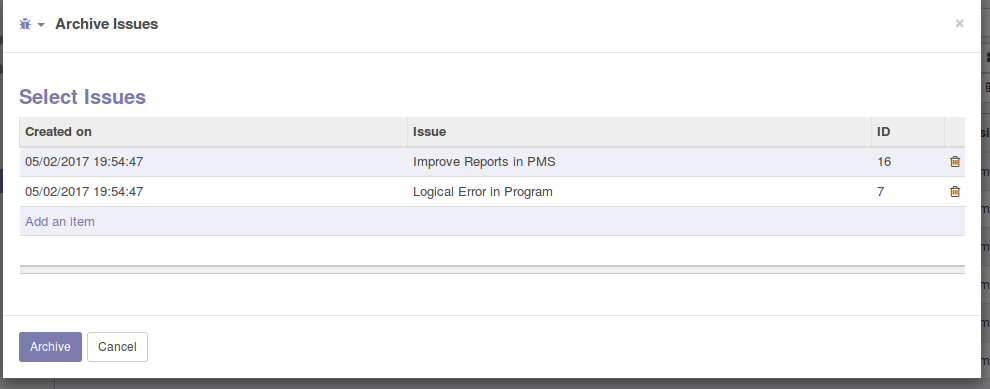 Archive Issues ×
Select Issues
Created on Issue ID
05/02/2017 19:54:47 Improve Reports in PMS 16
05/02/2017 19:54:47 Logical Error in Program 7
Add an item
Archive Cancel